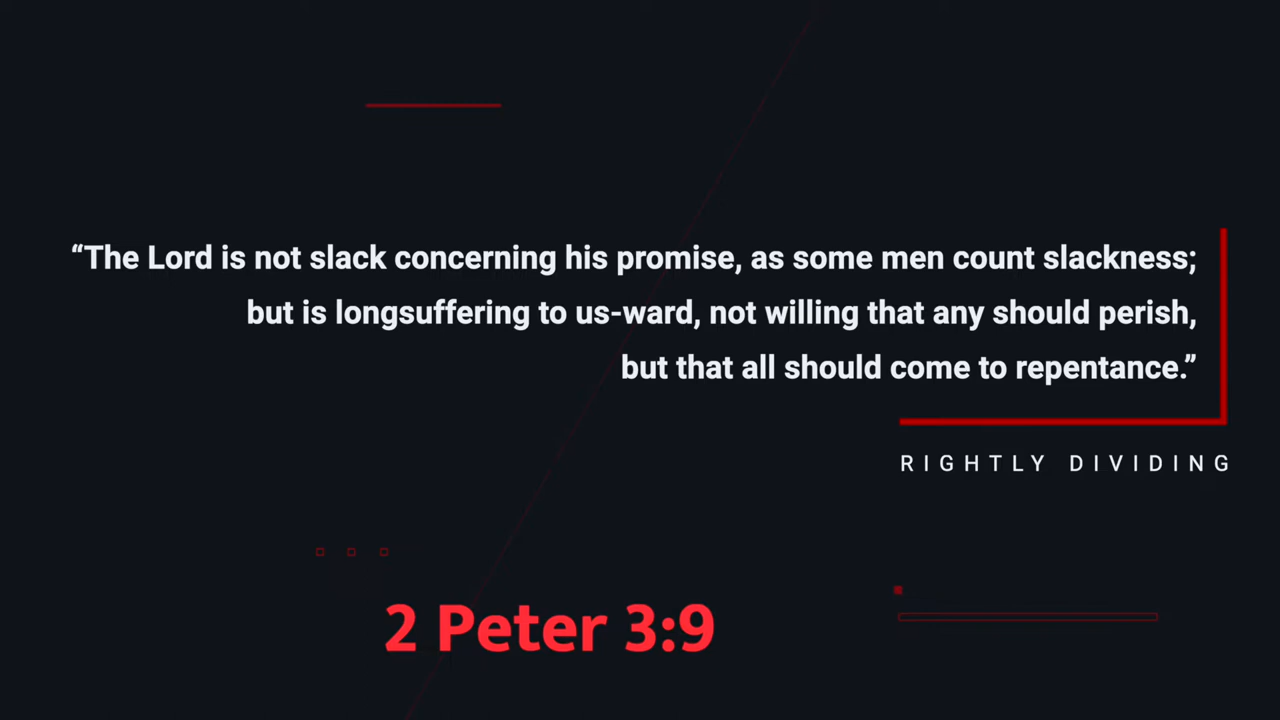 “The Lord is not slack concerning his promise, as some men count slackness;
but is longsuffering to us-ward, not willing that any should perish,
but that all should come to repentance.”
RIGHTLY DIVIDING
2 Peter 3:9